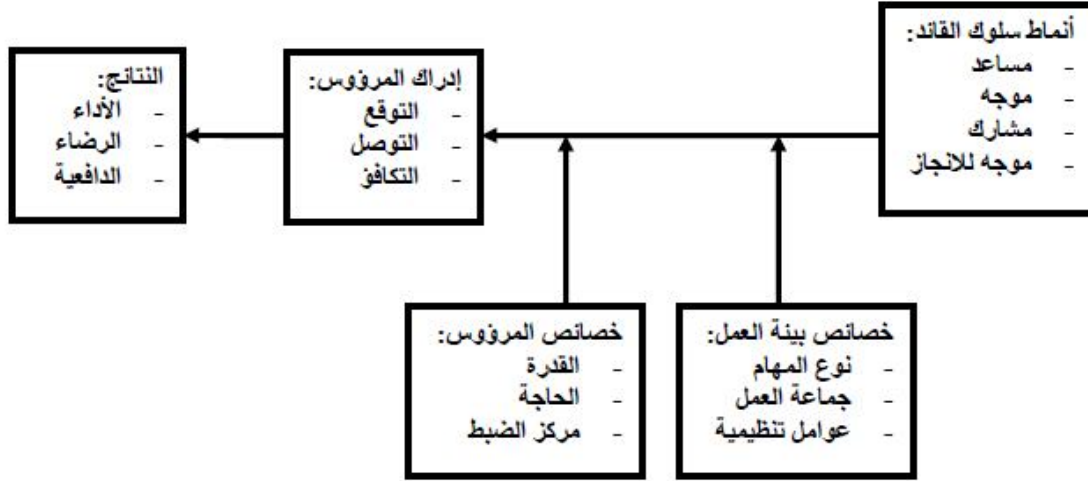 أنماط سلوك القائد:
- مساعد
- موجه
- مشارك
- موجه للانجاز
إدراك المرؤوس:
- التوقع
- التوصل
- التكافؤ
النتائج:
- الأداء
- الرضاء
- الدافعية
خصائص بيئة العمل:
- نوع المهام
- جماعة العمل
- عوامل تنظيمية
خصائص المرؤوس:
- القدرة
- الحاجة
- مركز الضبط